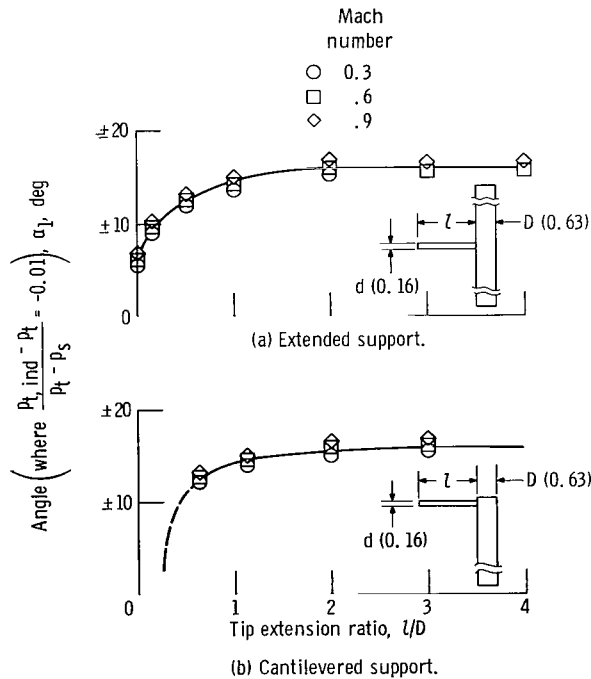 Mach
number
0.3
.6
.9
±20
±10
0
l
D (0.63)
d (0.16)
(a) Extended support.
Angle (where (p_t, ind - p_t)/(p_t - p_s) = -0.01), α_1, deg
±20
±10
0 1 2 3 4
l
D (0.63)
d (0.16)
Tip extension ratio, l/D
(b) Cantilevered support.